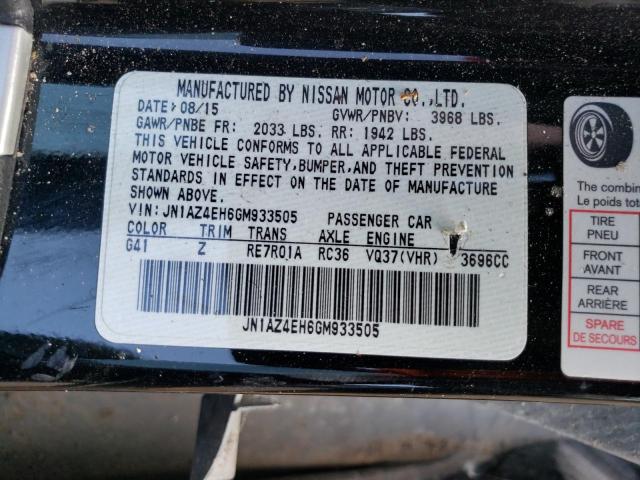 MANUFACTURED BY NISSAN MOTOR CO.,LTD.
DATE: 08/15 GVWR/PNBV: 3968 LBS.
GAWR/PNBE FR: 2033 LBS. RR: 1942 LBS.
THIS VEHICLE CONFORMS TO ALL APPLICABLE FEDERAL
MOTOR VEHICLE SAFETY, BUMPER, AND THEFT PREVENTION
STANDARDS IN EFFECT ON THE DATE OF MANUFACTURE
SHOWN ABOVE.
VIN: JN1AZ4EH6GM933505 PASSENGER CAR
COLOR TRIM TRANS AXLE ENGINE
G41 Z RE7R01A RC36 VQ37(VHR) 3696CC
JN1AZ4EH6GM933505
The combin
Le poids tota
TIRE
PNEU
FRONT
AVANT
REAR
ARRIÈRE
SPARE
DE SECOURS